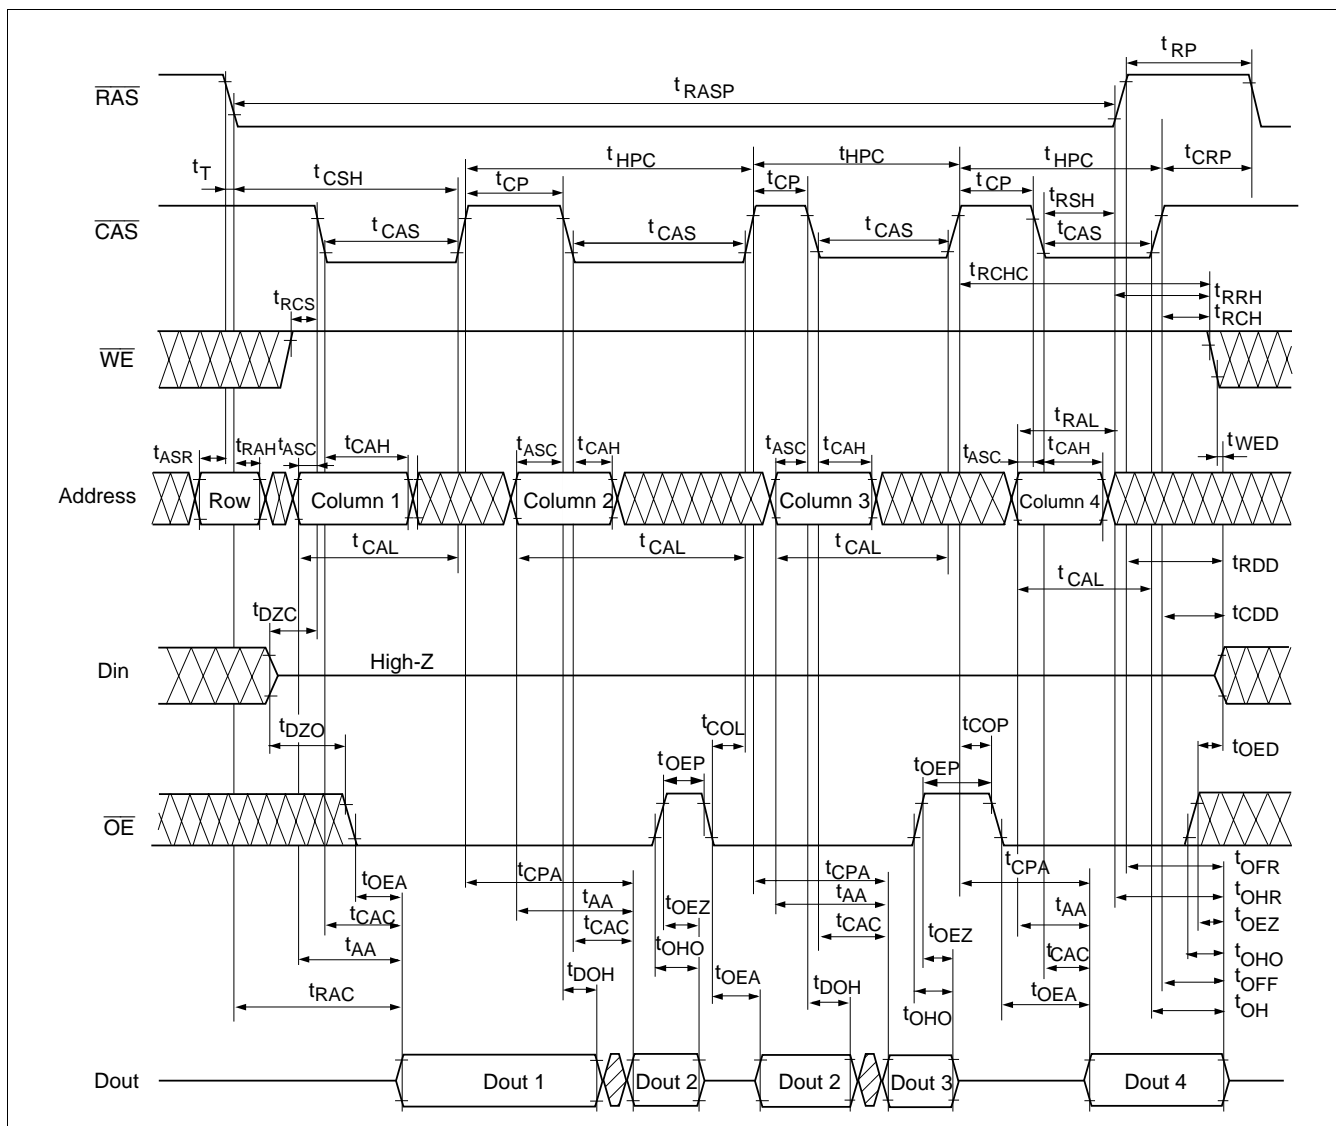 tRP
RAS
tRASP
tHPC tHPC tHPC tCRP
tT tCSH tCP tCP tCP
tRSH
CAS
tCAS tCAS tCAS tCAS
tRCHC
tRCS tRRH
tRCH
WE
tRAL
tWED
tASR tRAH tASC tCAH tASC tCAH tASC tCAH tASC tCAH
Address Row Column 1 Column 2 Column 3 Column 4
tCAL tCAL tCAL tRDD
tCAL
tDZC tCDD
Din High-Z
tDZO tCOL tCOP tOED
tOEP tOEP
OE
tCPA tCPA tCPA tOFR
tOEA tAA tOEZ tAA tOHR
tCAC tCAC tCAC tAA tOEZ
tAA tOHO tOEZ tCAC tOHO
tDOH tOEA tDOH tOFF
tRAC tOHO tOEA tOH
Dout Dout 1 Dout 2 Dout 2 Dout 3 Dout 4